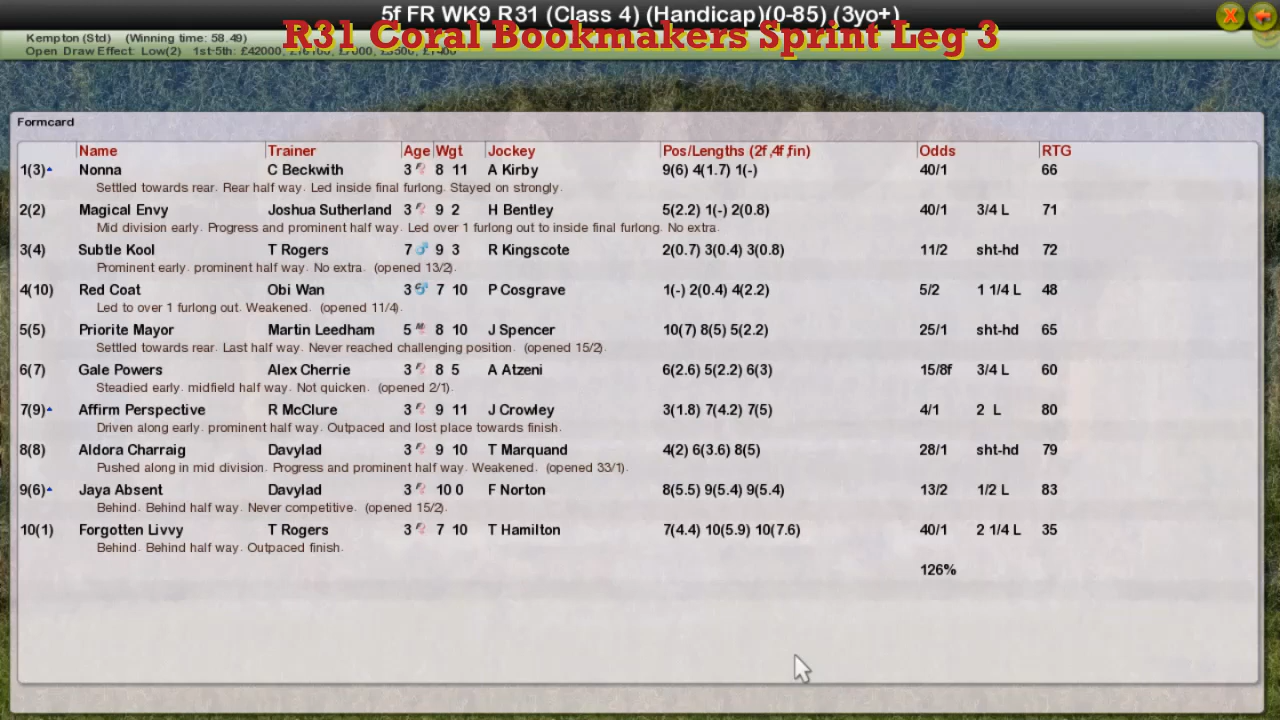 5f FR WK9 R31 (Class 4) (Handicap)(0-85) (3yo+)
R31 Coral Bookmakers Sprint Leg 3
Kempton (Std) (Winning time: 58.49)
Open Draw Effect: Low(2) 1st-5th: £42000,
Formcard
Name Trainer Age Wgt Jockey Pos/Lengths (2f,4f,fin) Odds RTG
1(3) Nonna C Beckwith 3 8 11 A Kirby 9(6) 4(1.7) 1(-) 40/1 66
Settled towards rear. Rear half way. Led inside final furlong. Stayed on strongly.
2(2) Magical Envy Joshua Sutherland 3 9 2 H Bentley 5(2.2) 1(-) 2(0.8) 40/1 3/4 L 71
Mid division early. Progress and prominent half way. Led over 1 furlong out to inside final furlong. No extra.
3(4) Subtle Kool T Rogers 7 9 3 R Kingscote 2(0.7) 3(0.4) 3(0.8) 11/2 sht-hd 72
Prominent early. prominent half way. No extra. (opened 13/2).
4(10) Red Coat Obi Wan 3 7 10 P Cosgrave 1(-) 2(0.4) 4(2.2) 5/2 1 1/4 L 48
Led to over 1 furlong out. Weakened. (opened 11/4).
5(5) Priorite Mayor Martin Leedham 5 8 10 J Spencer 10(7) 8(5) 5(2.2) 25/1 sht-hd 65
Settled towards rear. Last half way. Never reached challenging position. (opened 15/2).
6(7) Gale Powers Alex Cherrie 3 8 5 A Atzeni 6(2.6) 5(2.2) 6(3) 15/8f 3/4 L 60
Steadied early. midfield half way. Not quicken. (opened 2/1).
7(9) Affirm Perspective R McClure 3 9 11 J Crowley 3(1.8) 7(4.2) 7(5) 4/1 2 L 80
Driven along early. prominent half way. Outpaced and lost place towards finish.
8(8) Aldora Charraig Davylad 3 9 10 T Marquand 4(2) 6(3.6) 8(5) 28/1 sht-hd 79
Pushed along in mid division. Progress and prominent half way. Weakened. (opened 33/1).
9(6) Jaya Absent Davylad 3 10 0 F Norton 8(5.5) 9(5.4) 9(5.4) 13/2 1/2 L 83
Behind. Behind half way. Never competitive. (opened 15/2).
10(1) Forgotten Livvy T Rogers 3 7 10 T Hamilton 7(4.4) 10(5.9) 10(7.6) 40/1 2 1/4 L 35
Behind. Behind half way. Outpaced finish.
126%